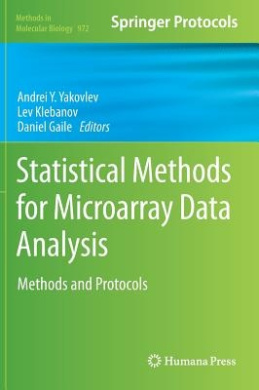 Methods in
Molecular Biology 972
Springer Protocols
Andrei Y. Yakovlev
Lev Klebanov
Daniel Gaile Editors
Statistical Methods
for Microarray Data
Analysis
Methods and Protocols
Humana Press